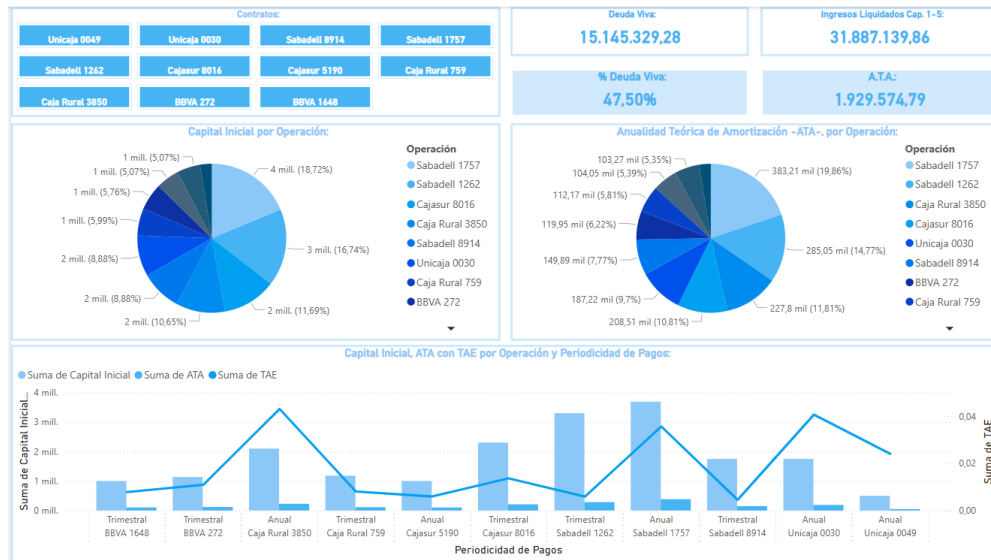 Contratos:
Unicaja 0049
Unicaja 0030
Sabadell 8914
Sabadell 1757
Sabadell 1262
Cajasur 8016
Cajasur 5190
Caja Rural 759
Caja Rural 3850
BBVA 272
BBVA 1648
Deuda Viva:
15.145.329,28
Ingresos Liquidados Cap. 1-5:
31.887.139,86
% Deuda Viva:
47,50%
A.T.A.:
1.929.574,79
Capital Inicial por Operación:
4 mill. (18,72%)
3 mill. (16,74%)
2 mill. (11,69%)
2 mill. (10,65%)
2 mill. (8,88%)
2 mill. (8,88%)
1 mill. (5,99%)
1 mill. (5,76%)
1 mill. (5,07%)
1 mill. (5,07%)
Operación
Sabadell 1757
Sabadell 1262
Cajasur 8016
Caja Rural 3850
Sabadell 8914
Unicaja 0030
Caja Rural 759
BBVA 272
Anualidad Teórica de Amortización -ATA-, por Operación:
383,21 mil (19,86%)
285,05 mil (14,77%)
227,8 mil (11,81%)
208,51 mil (10,81%)
187,22 mil (9,7%)
149,89 mil (7,77%)
119,95 mil (6,22%)
112,17 mil (5,81%)
104,05 mil (5,39%)
103,27 mil (5,35%)
Operación
Sabadell 1757
Sabadell 1262
Caja Rural 3850
Cajasur 8016
Unicaja 0030
Sabadell 8914
BBVA 272
Caja Rural 759
Capital Inicial, ATA con TAE por Operación y Periodicidad de Pagos:
Suma de Capital Inicial
Suma de ATA
Suma de TAE
Suma de Capital Inicial...
4 mill.
3 mill.
2 mill.
1 mill.
0 mill.
0,04
0,02
0,00
Suma de TAE
Trimestral
BBVA 1648
Trimestral
BBVA 272
Anual
Caja Rural 3850
Trimestral
Caja Rural 759
Anual
Cajasur 5190
Trimestral
Cajasur 8016
Trimestral
Sabadell 1262
Anual
Sabadell 1757
Trimestral
Sabadell 8914
Anual
Unicaja 0030
Anual
Unicaja 0049
Periodicidad de Pagos